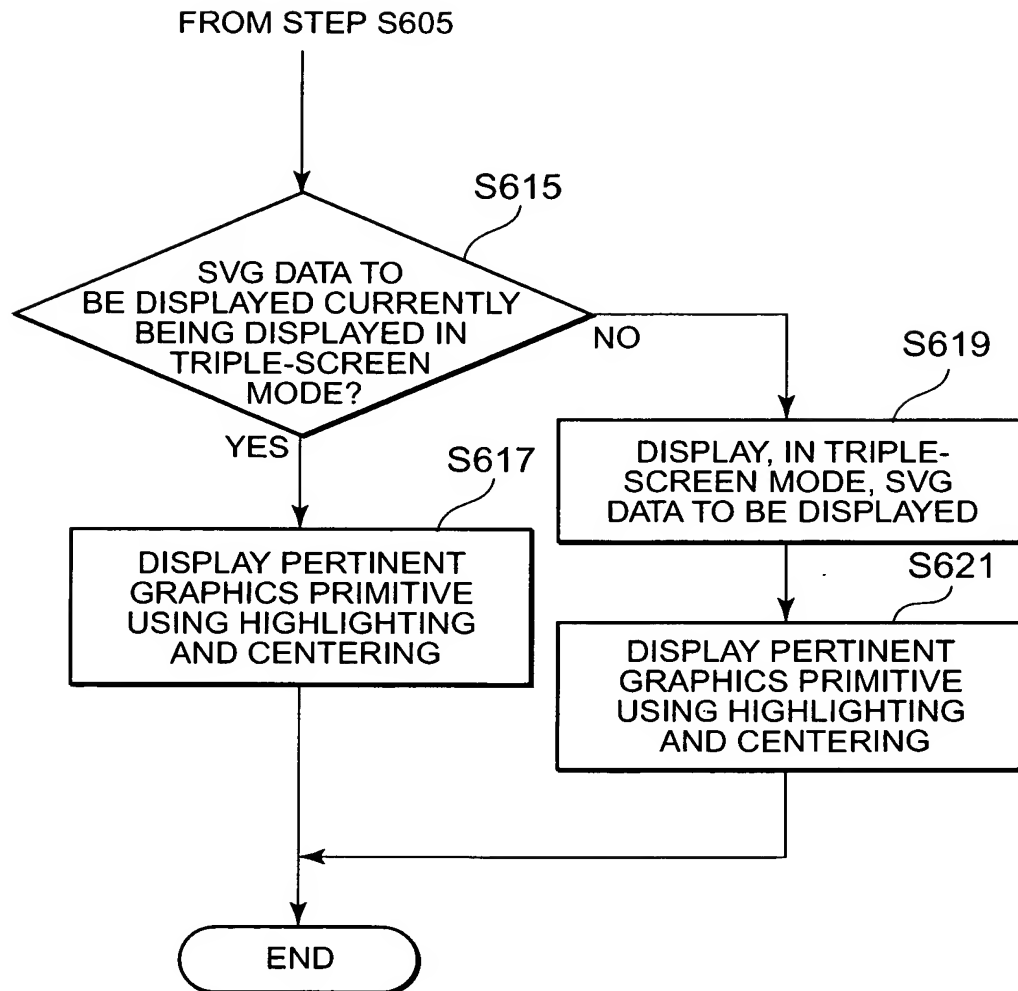 FROM STEP S605
S615
SVG DATA TO
BE DISPLAYED CURRENTLY
BEING DISPLAYED IN
TRIPLE-SCREEN
MODE?
NO
YES
S617
DISPLAY PERTINENT
GRAPHICS PRIMITIVE
USING HIGHLIGHTING
AND CENTERING
S619
DISPLAY, IN TRIPLE-
SCREEN MODE, SVG
DATA TO BE DISPLAYED
S621
DISPLAY PERTINENT
GRAPHICS PRIMITIVE
USING HIGHLIGHTING
AND CENTERING
END